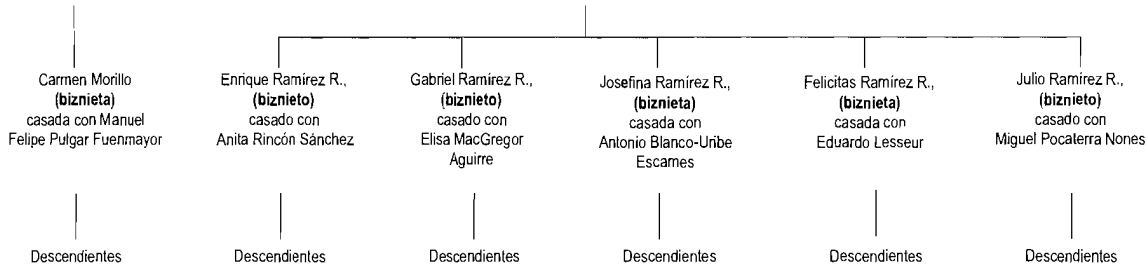 Carmen Morillo
(biznieta)
casada con Manuel
Felipe Pulgar Fuenmayor
Enrique Ramírez R.,
(biznieto)
casado con
Anita Rincón Sánchez
Gabriel Ramírez R.,
(biznieto)
casado con
Elisa MacGregor
Aguirre
Josefina Ramírez R.,
(biznieta)
casada con
Antonio Blanco-Uribe
Escames
Felicitas Ramírez R.,
(biznieta)
casada con
Eduardo Lesseur
Julio Ramírez R.,
(biznieto)
casado con
Miguel Pocaterra Nones
Descendientes
Descendientes
Descendientes
Descendientes
Descendientes
Descendientes